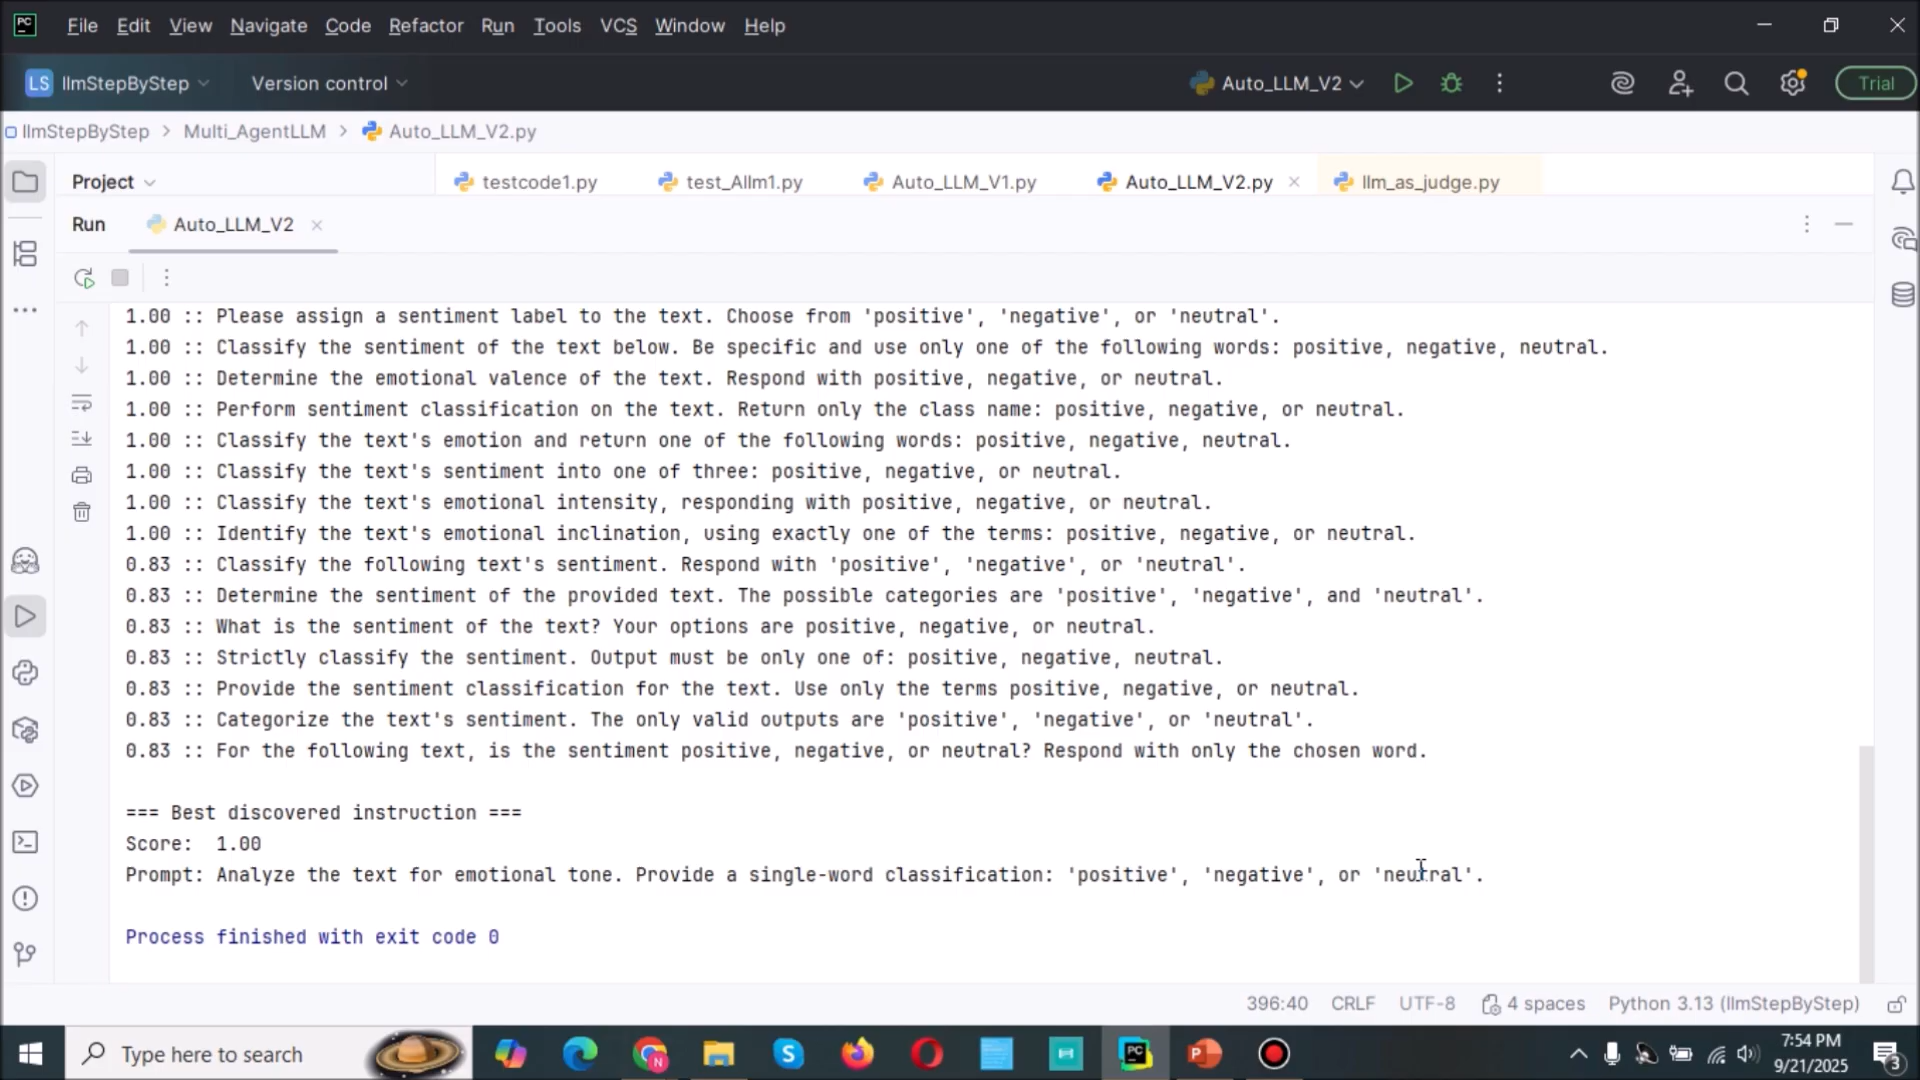 File Edit View Navigate Code Refactor Run Tools VCS Window Help
LS llmStepByStep Version control Auto_LLM_V2 Trial
llmStepByStep > Multi_AgentLLM > Auto_LLM_V2.py
Project testcode1.py test_Allm1.py Auto_LLM_V1.py Auto_LLM_V2.py llm_as_judge.py
Run Auto_LLM_V2
1.00 :: Please assign a sentiment label to the text. Choose from 'positive', 'negative', or 'neutral'.
1.00 :: Classify the sentiment of the text below. Be specific and use only one of the following words: positive, negative, neutral.
1.00 :: Determine the emotional valence of the text. Respond with positive, negative, or neutral.
1.00 :: Perform sentiment classification on the text. Return only the class name: positive, negative, or neutral.
1.00 :: Classify the text's emotion and return one of the following words: positive, negative, neutral.
1.00 :: Classify the text's sentiment into one of three: positive, negative, or neutral.
1.00 :: Classify the text's emotional intensity, responding with positive, negative, or neutral.
1.00 :: Identify the text's emotional inclination, using exactly one of the terms: positive, negative, or neutral.
0.83 :: Classify the following text's sentiment. Respond with 'positive', 'negative', or 'neutral'.
0.83 :: Determine the sentiment of the provided text. The possible categories are 'positive', 'negative', and 'neutral'.
0.83 :: What is the sentiment of the text? Your options are positive, negative, or neutral.
0.83 :: Strictly classify the sentiment. Output must be only one of: positive, negative, neutral.
0.83 :: Provide the sentiment classification for the text. Use only the terms positive, negative, or neutral.
0.83 :: Categorize the text's sentiment. The only valid outputs are 'positive', 'negative', or 'neutral'.
0.83 :: For the following text, is the sentiment positive, negative, or neutral? Respond with only the chosen word.
=== Best discovered instruction ===
Score: 1.00
Prompt: Analyze the text for emotional tone. Provide a single-word classification: 'positive', 'negative', or 'neutral'.
Process finished with exit code 0
396:40 CRLF UTF-8 4 spaces Python 3.13 (llmStepByStep)
Type here to search
7:54 PM
9/21/2025
3